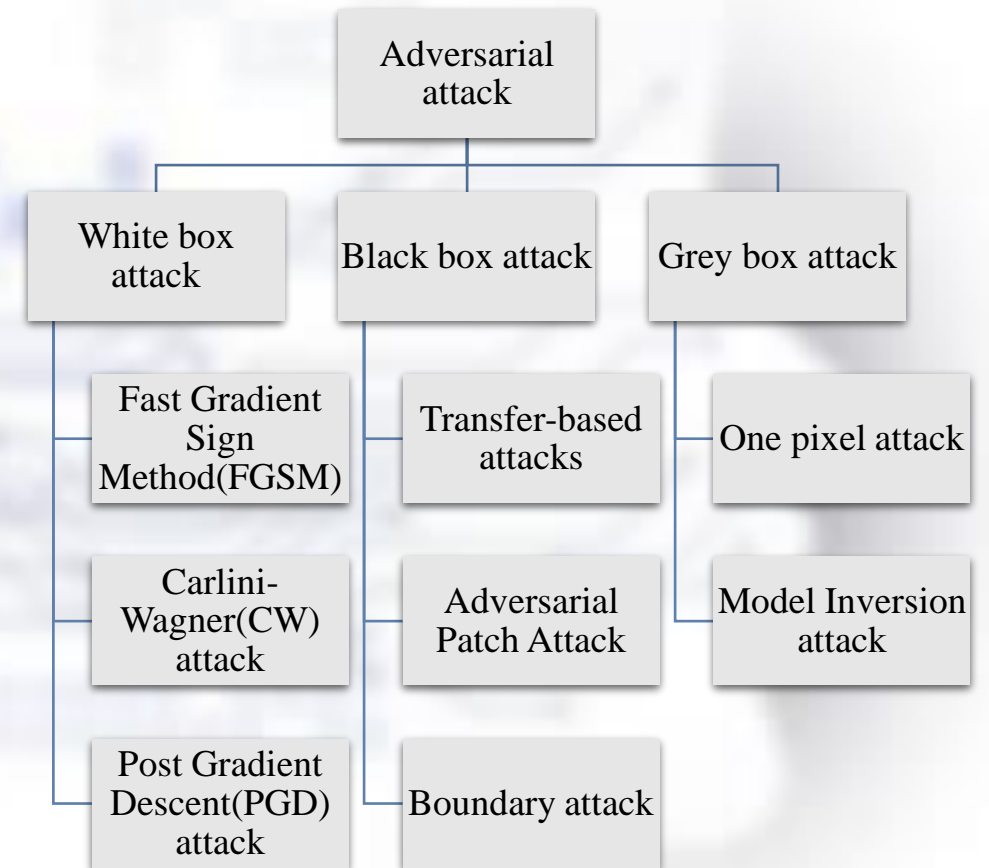 Adversarial
attack
White box
attack
Black box attack
Grey box attack
Fast Gradient
Sign
Method(FGSM)
Carlini-
Wagner(CW)
attack
Post Gradient
Descent(PGD)
attack
Transfer-based
attacks
Adversarial
Patch Attack
Boundary attack
One pixel attack
Model Inversion
attack